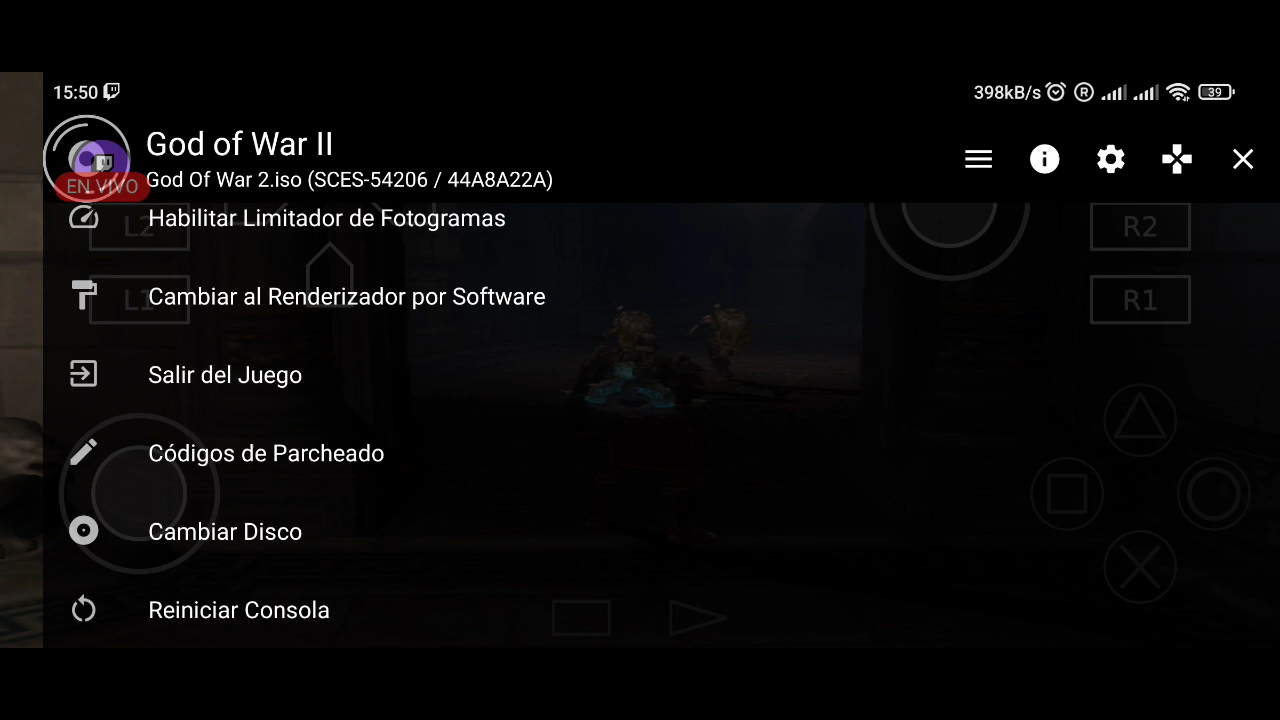 15:50
398kB/s R 39
God of War II
God Of War 2.iso (SCES-54206 / 44A8A22A)
EN VIVO
Habilitar Limitador de Fotogramas
L2
R2
Cambiar al Renderizador por Software
L1
R1
Salir del Juego
Códigos de Parcheado
Cambiar Disco
Reiniciar Consola